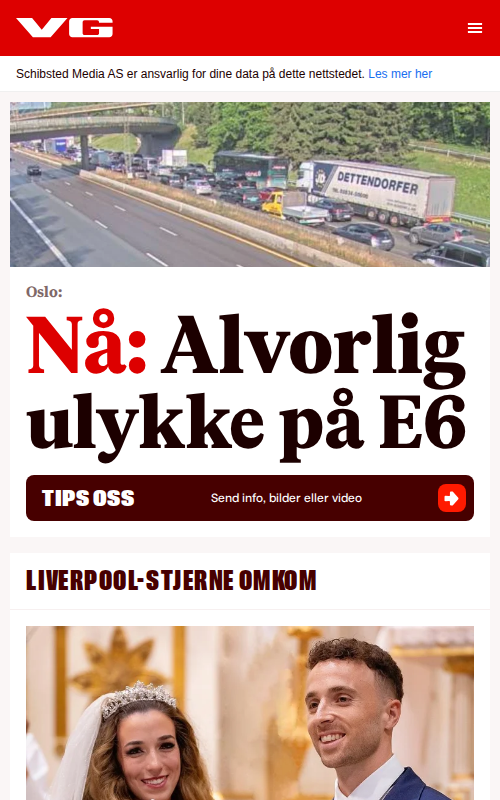 VG
Schibsted Media AS er ansvarlig for dine data på dette nettstedet. Les mer her
DETTENDORFER
Oslo:
Nå: Alvorlig
ulykke på E6
TIPS OSS
Send info, bilder eller video
LIVERPOOL-STJERNE OMKOM